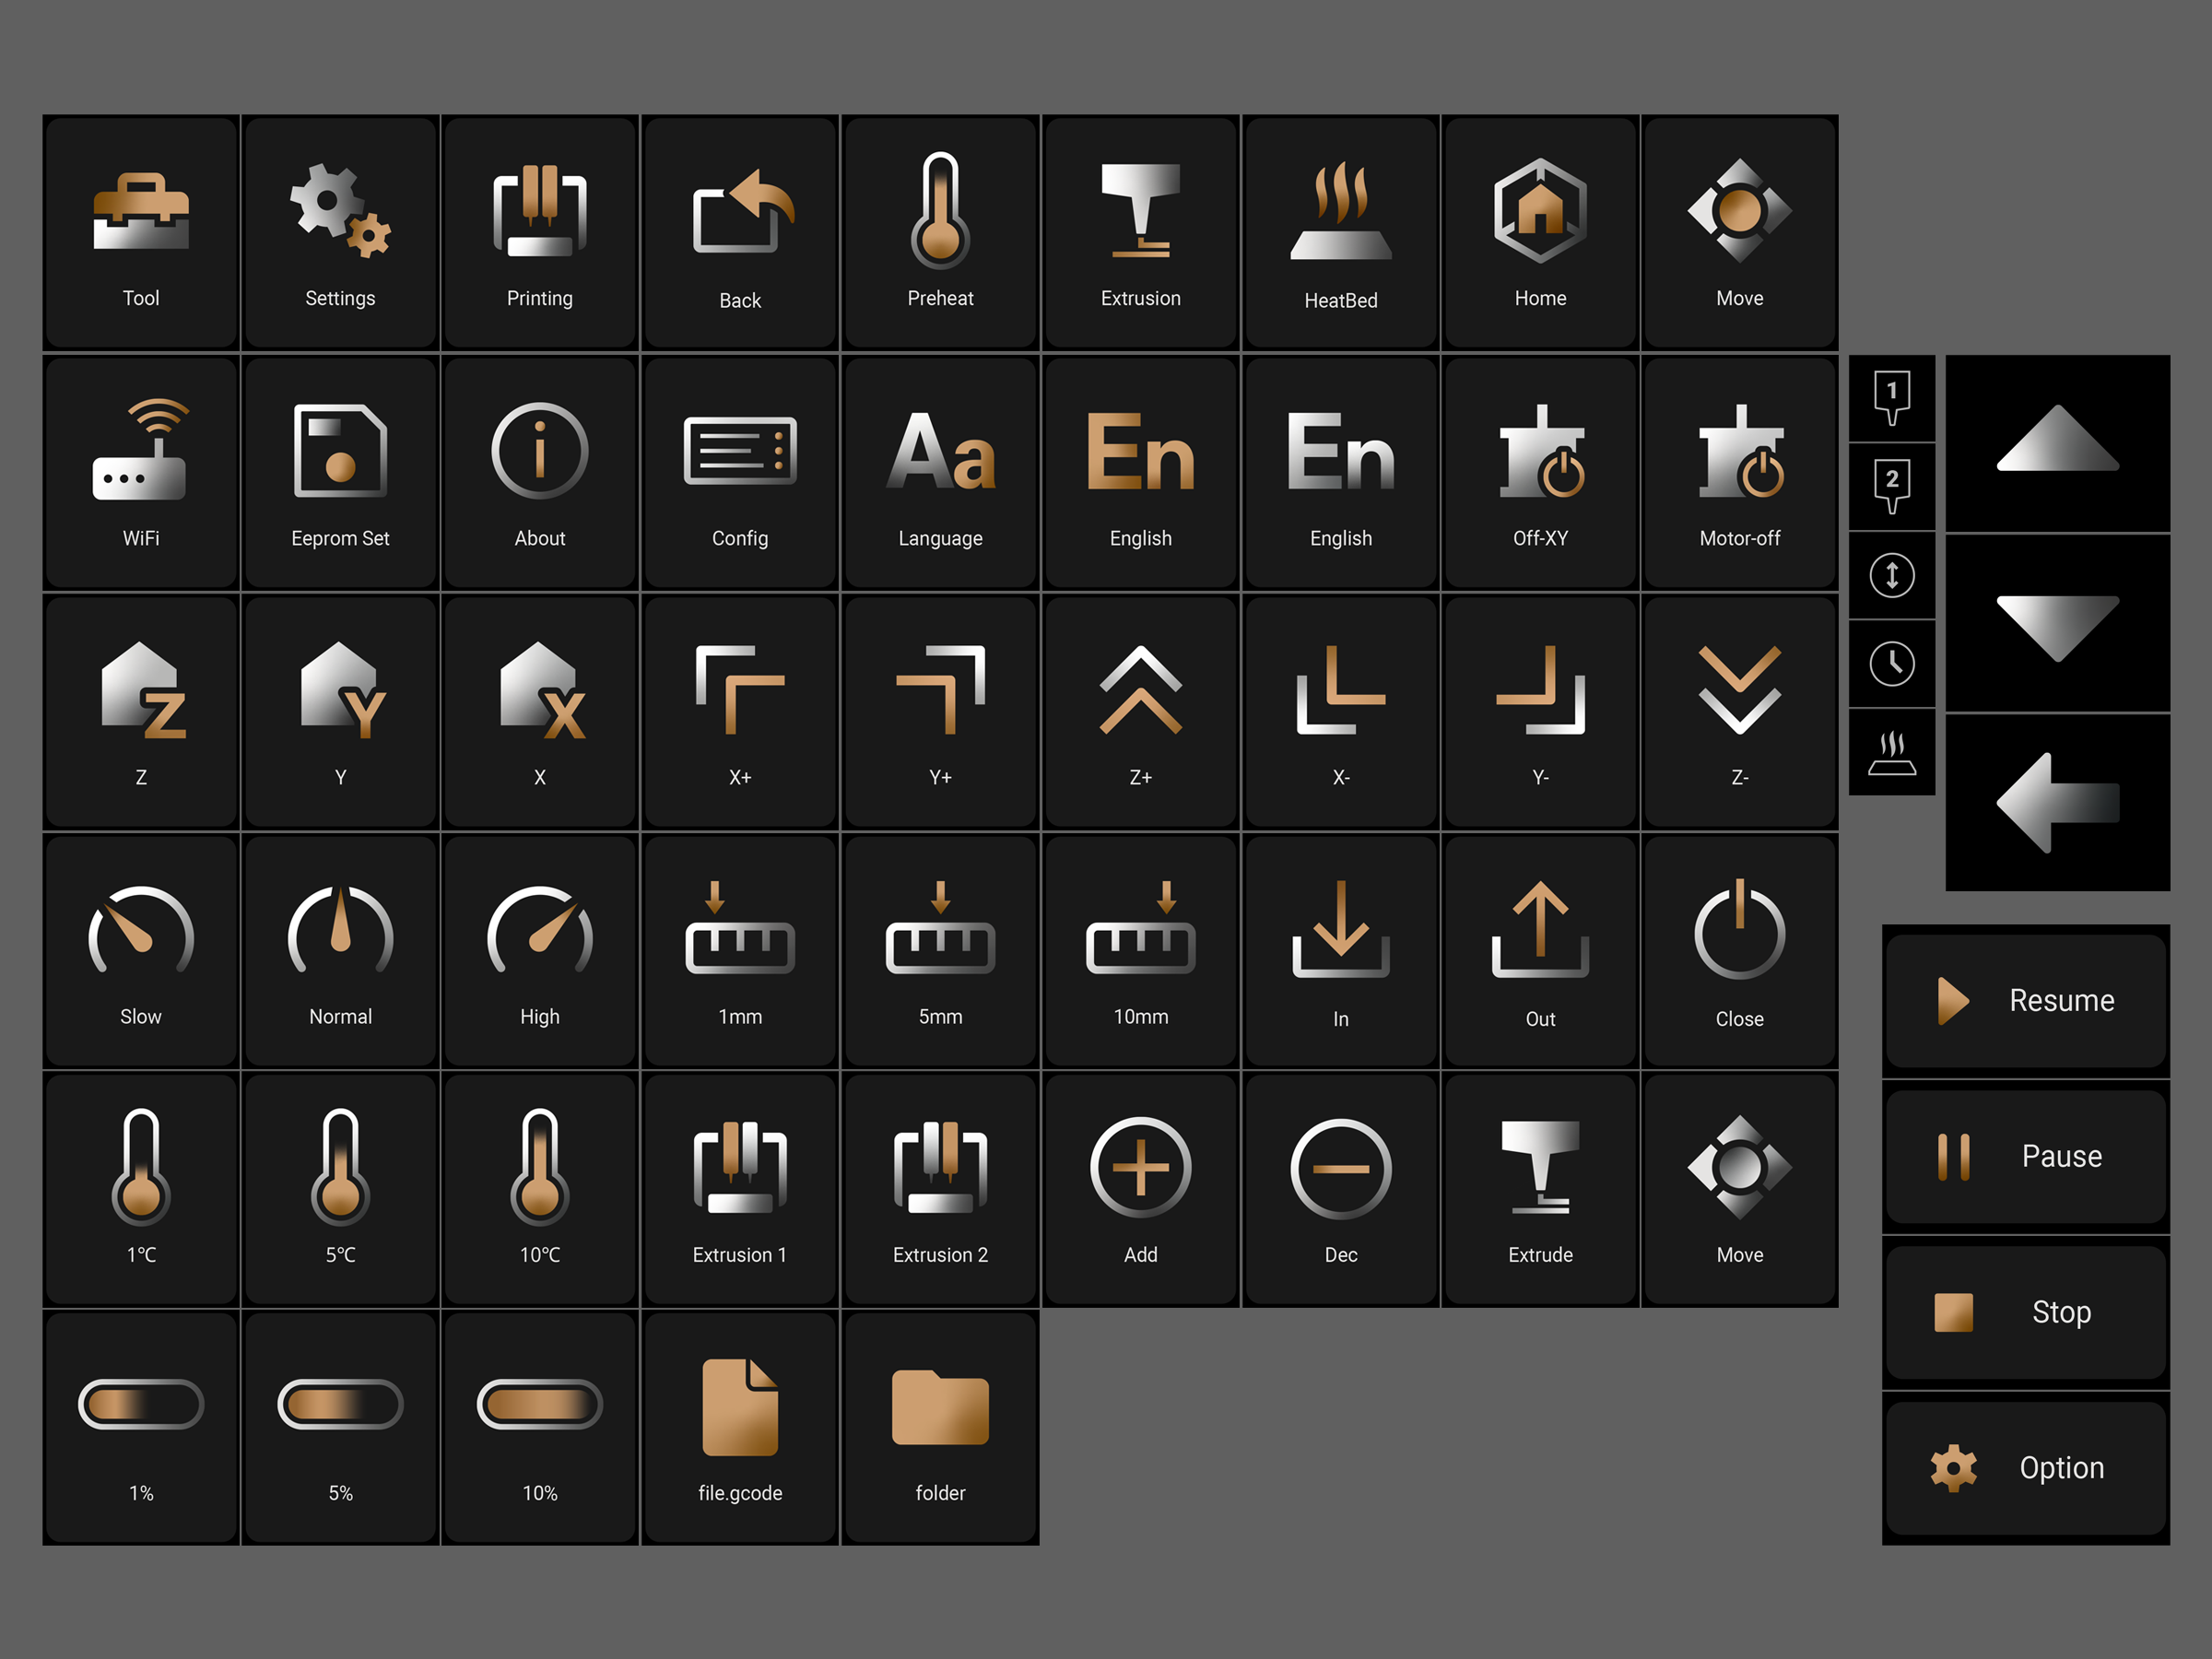 Tool
Settings
Printing
Back
Preheat
Extrusion
HeatBed
Home
Move
WiFi
Eeprom Set
i
About
Config
Aa
Language
En
English
En
English
Off-XY
Motor-off
1
2
Z
Z
Y
Y
X
X
X+
Y+
Z+
X-
Y-
Z-
Slow
Normal
High
1mm
5mm
10mm
In
Out
Close
Resume
Pause
Stop
Option
1℃
5℃
10℃
Extrusion 1
Extrusion 2
Add
Dec
Extrude
Move
1%
5%
10%
file.gcode
folder